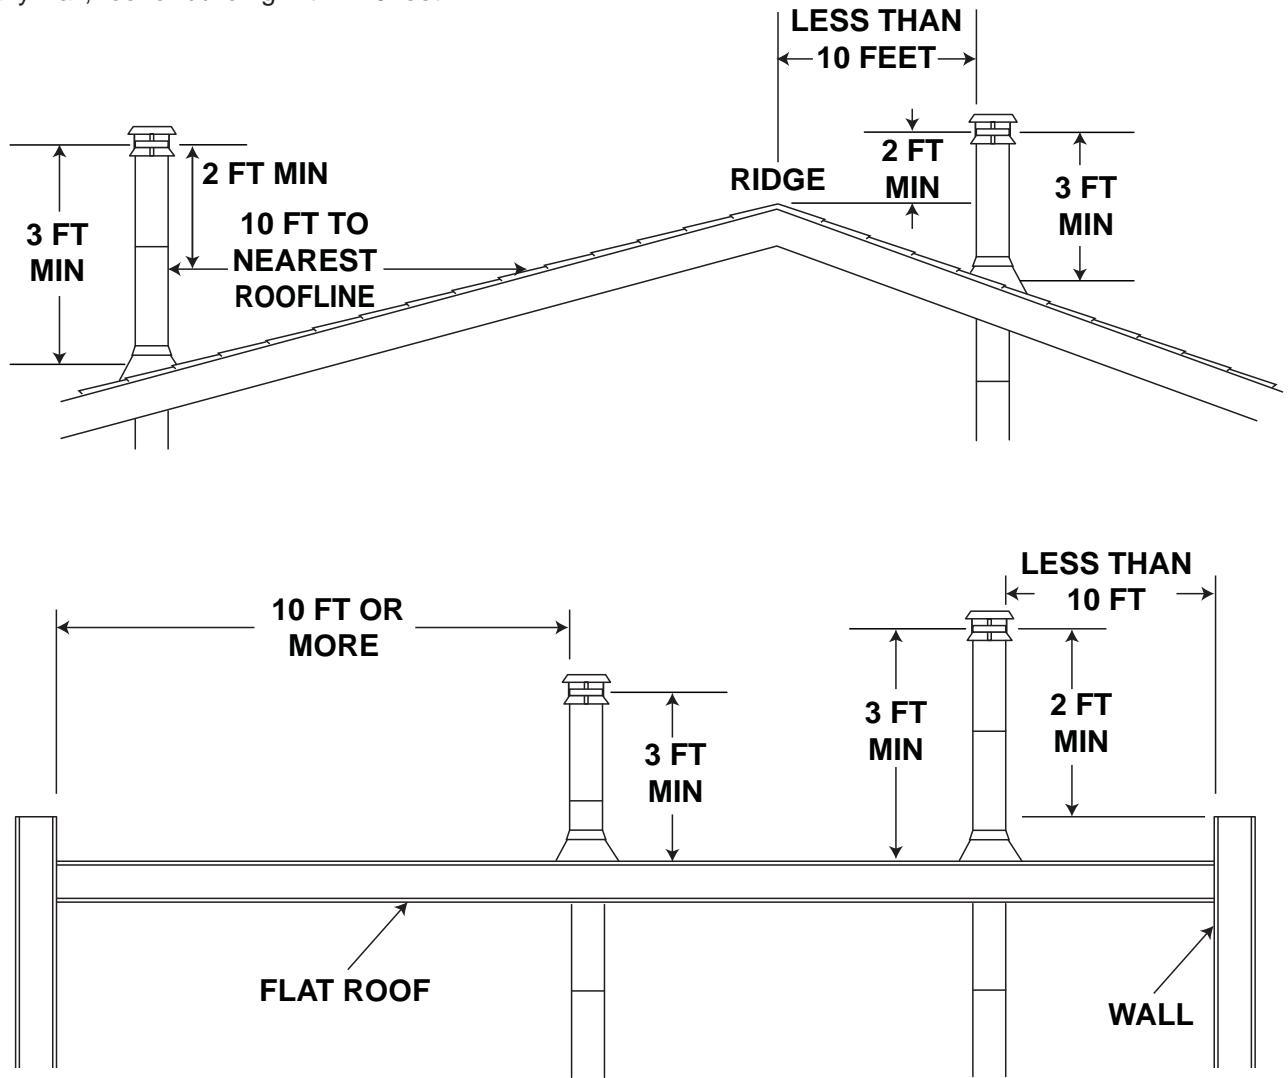 LESS THAN
10 FEET
2 FT MIN
3 FT
MIN
10 FT TO
NEAREST
ROOFLINE
RIDGE
2 FT
MIN
3 FT
MIN
LESS THAN
10 FT
10 FT OR
MORE
3 FT
MIN
3 FT
MIN
2 FT
MIN
FLAT ROOF
WALL